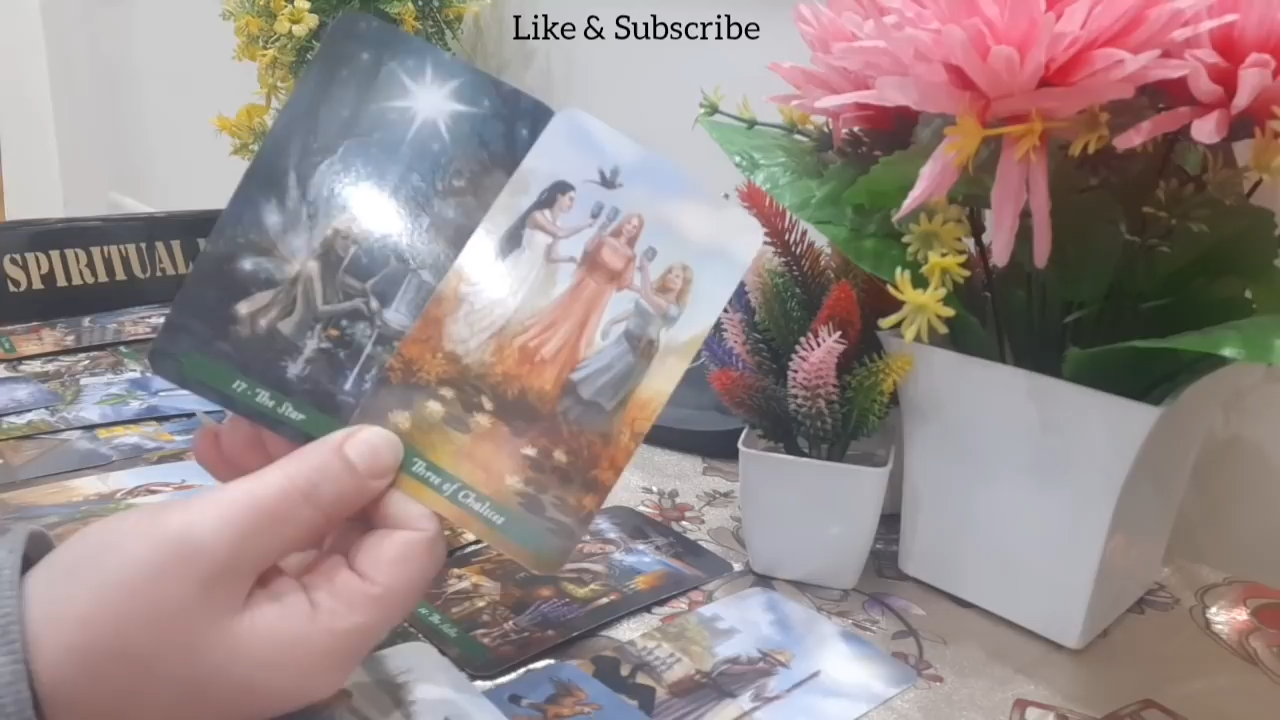 Like & Subscribe
SPIRITUAL
17 - The Star
Three of Chalices